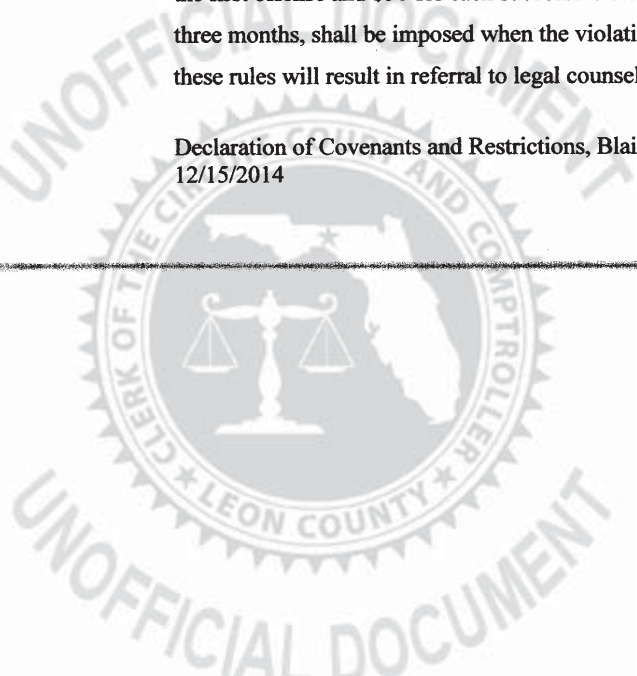 three months, shall be imposed when the violati
these rules will result in referral to legal counsel
Declaration of Covenants and Restrictions, Blai
12/15/2014
UNOFFICIAL DOCUMENT
CLERK OF THE CIRCUIT COURT AND COMPTROLLER
LEON COUNTY
UNOFFICIAL DOCUMENT